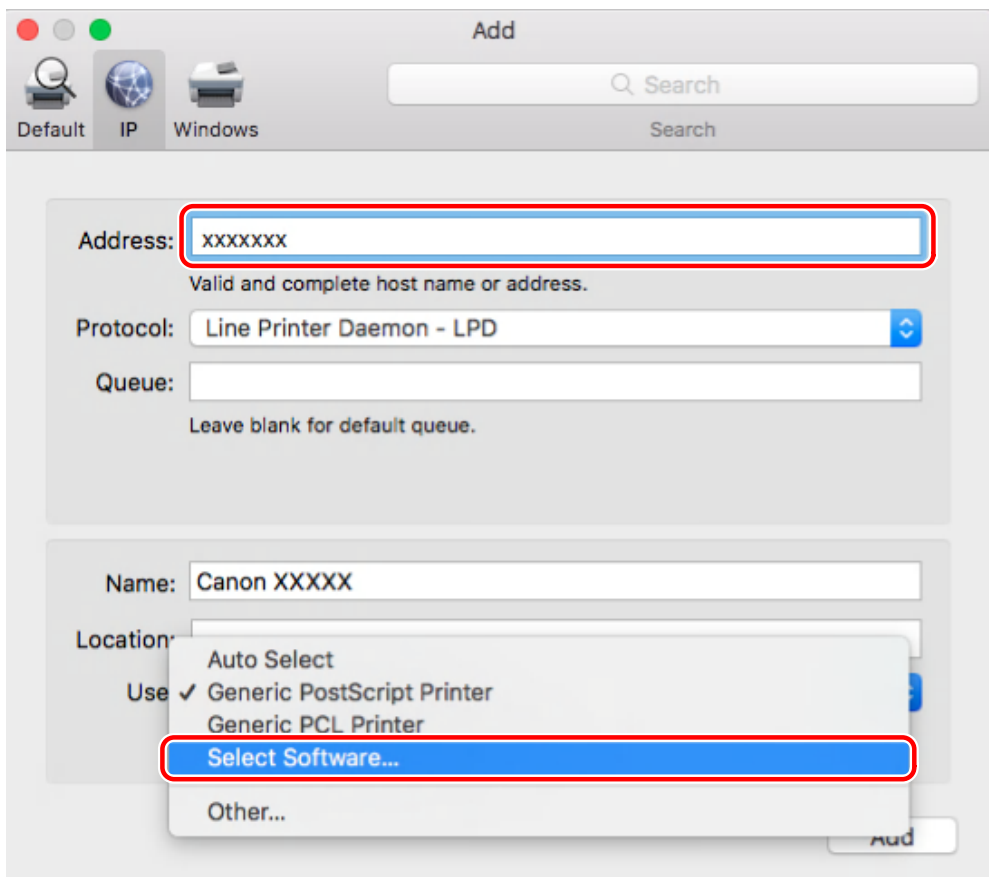 Add
Search
Default IP Windows Search
Address: xxxxxxx
Valid and complete host name or address.
Protocol: Line Printer Daemon - LPD
Queue:
Leave blank for default queue.
Name: Canon XXXXX
Location:
Auto Select
Use ✓ Generic PostScript Printer
Generic PCL Printer
Select Software...
Other...
Add